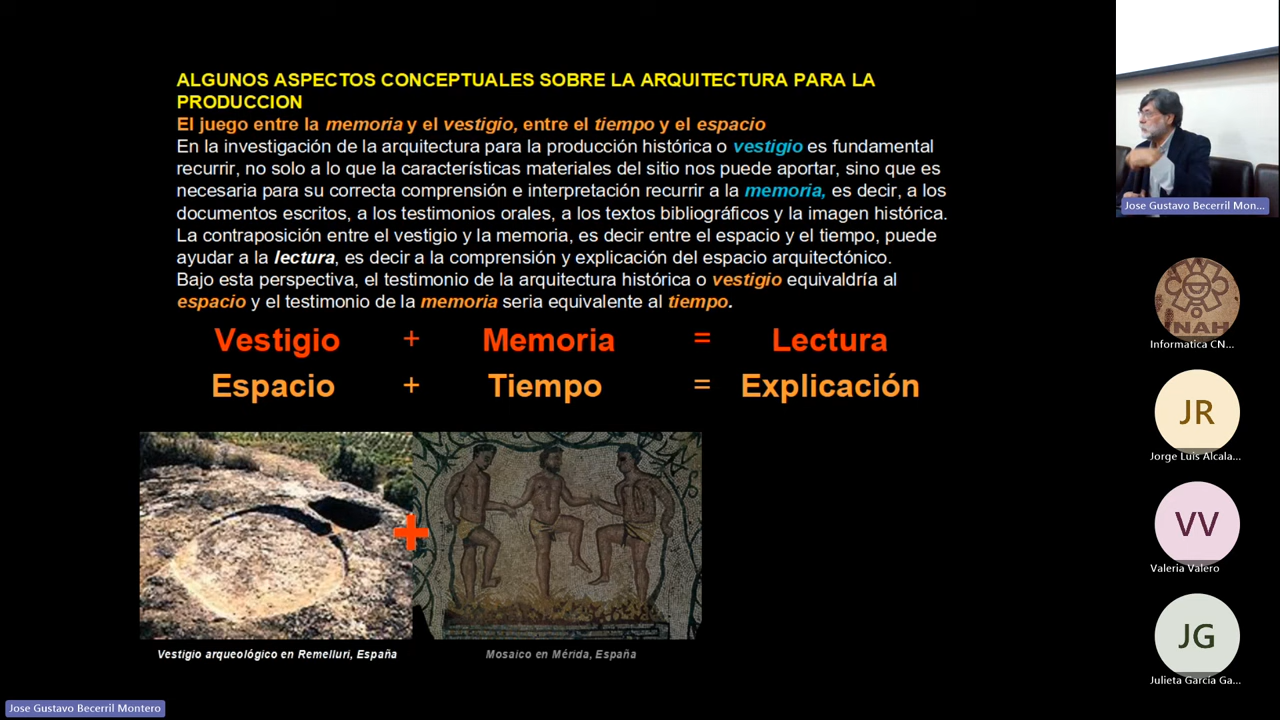 ALGUNOS ASPECTOS CONCEPTUALES SOBRE LA ARQUITECTURA PARA LA
PRODUCCION
El juego entre la memoria y el vestigio, entre el tiempo y el espacio
En la investigación de la arquitectura para la producción histórica o vestigio es fundamental
recurrir, no solo a lo que la características materiales del sitio nos puede aportar, sino que es
necesaria para su correcta comprensión e interpretación recurrir a la memoria, es decir, a los
documentos escritos, a los testimonios orales, a los textos bibliográficos y la imagen histórica.
La contraposición entre el vestigio y la memoria, es decir entre el espacio y el tiempo, puede
ayudar a la lectura, es decir a la comprensión y explicación del espacio arquitectónico.
Bajo esta perspectiva, el testimonio de la arquitectura histórica o vestigio equivaldría al
espacio y el testimonio de la memoria seria equivalente al tiempo.
Vestigio + Memoria = Lectura
Espacio + Tiempo = Explicación
+
Vestigio arqueológico en Remelluri, España
Mosaico en Mérida, España
Jose Gustavo Becerril Montero
Jose Gustavo Becerril Mon...
INAH
Informatica CN...
JR
Jorge Luis Alcala...
VV
Valeria Valero
JG
Julieta García Ga...